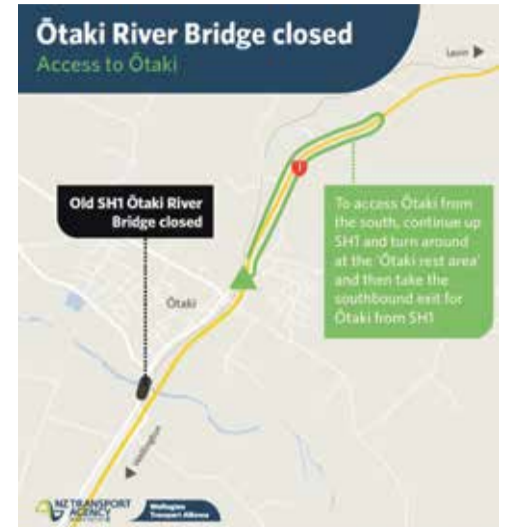 Ōtaki River Bridge closed
Access to Ōtaki
Levin
1
Old SH1 Ōtaki River
Bridge closed
To access Ōtaki from
the south, continue up
SH1 and turn around
at the 'Ōtaki rest area'
and then take the
southbound exit for
Ōtaki from SH1
Ōtaki
Wellington
NZ TRANSPORT
AGENCY
Wellington
Transport Alliance